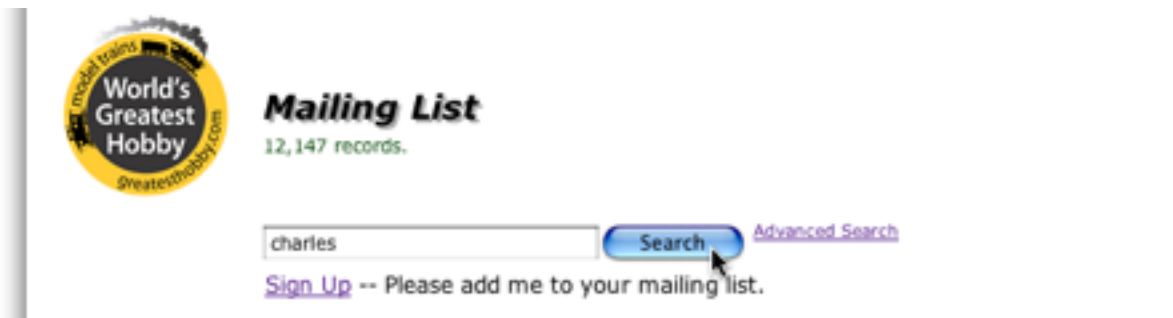 model trains
World's
Greatest
Hobby
greatesthobby.com
Mailing List
12,147 records.
charles
Search
Advanced Search
Sign Up -- Please add me to your mailing list.